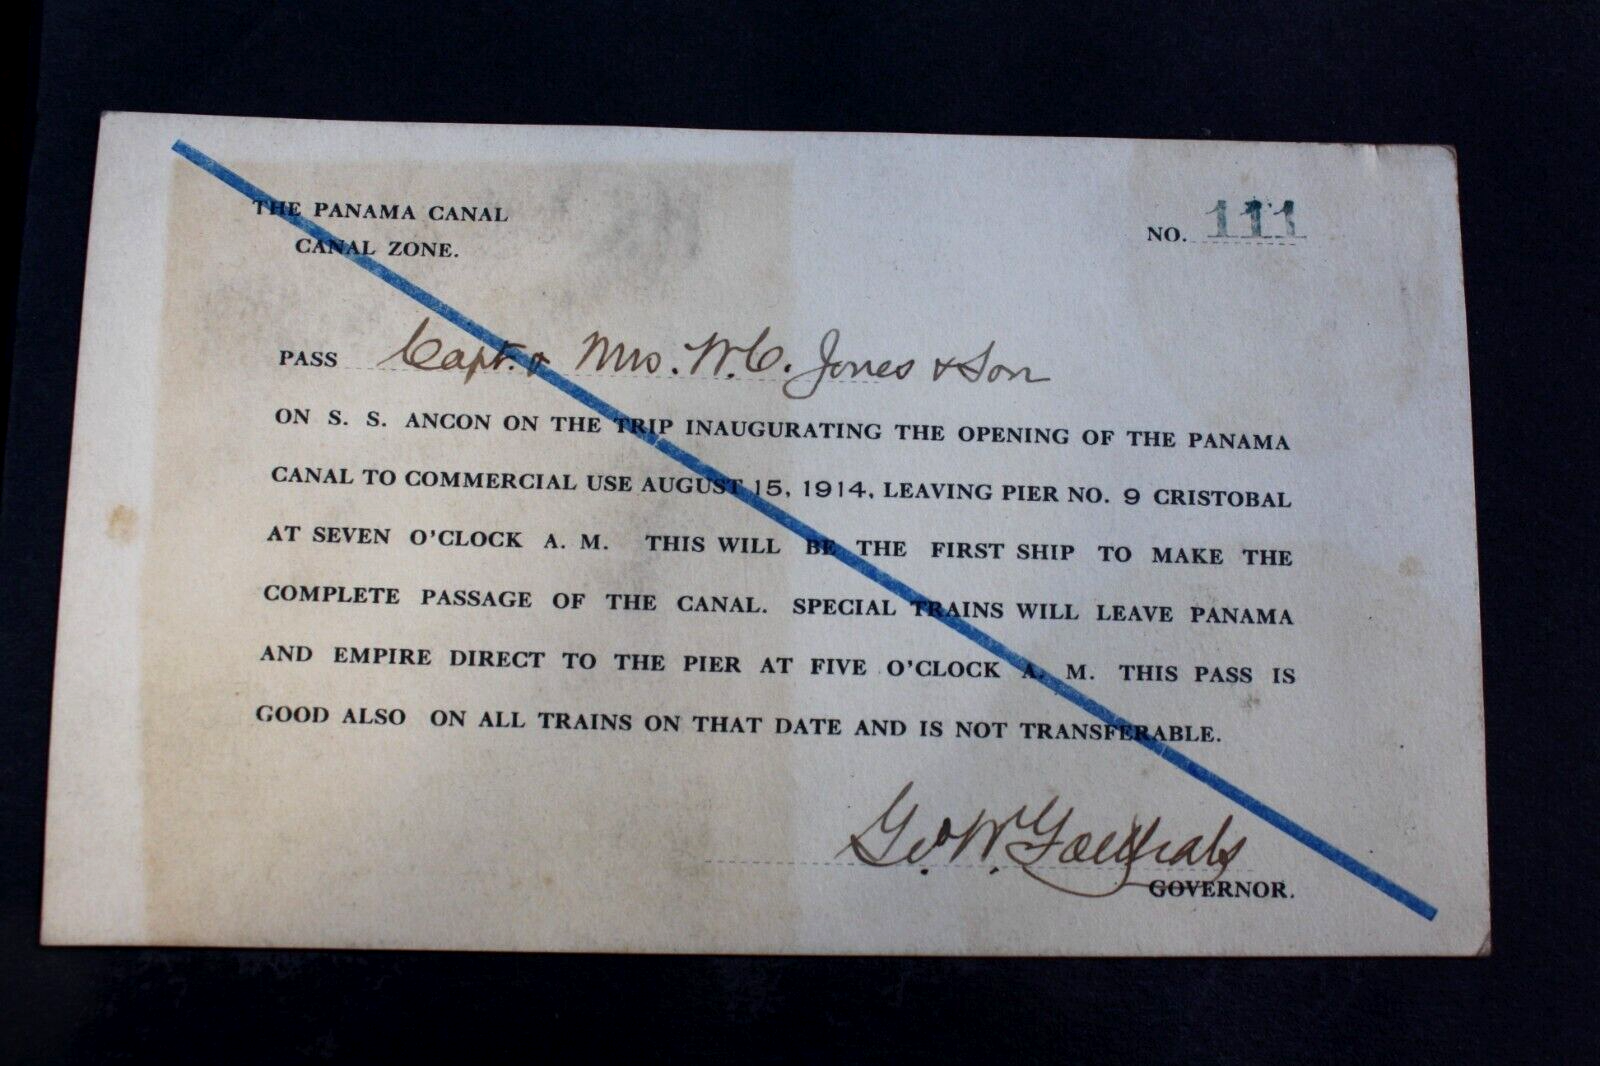 THE PANAMA CANAL
CANAL ZONE.
NO. 111
PASS Capt. & Mrs. W. C. Jones & Son
ON S. S. ANCON ON THE TRIP INAUGURATING THE OPENING OF THE PANAMA
CANAL TO COMMERCIAL USE AUGUST 15, 1914, LEAVING PIER NO. 9 CRISTOBAL
AT SEVEN O'CLOCK A. M. THIS WILL BE THE FIRST SHIP TO MAKE THE
COMPLETE PASSAGE OF THE CANAL. SPECIAL TRAINS WILL LEAVE PANAMA
AND EMPIRE DIRECT TO THE PIER AT FIVE O'CLOCK A. M. THIS PASS IS
GOOD ALSO ON ALL TRAINS ON THAT DATE AND IS NOT TRANSFERABLE.
Geo. W. Goethals
GOVERNOR.